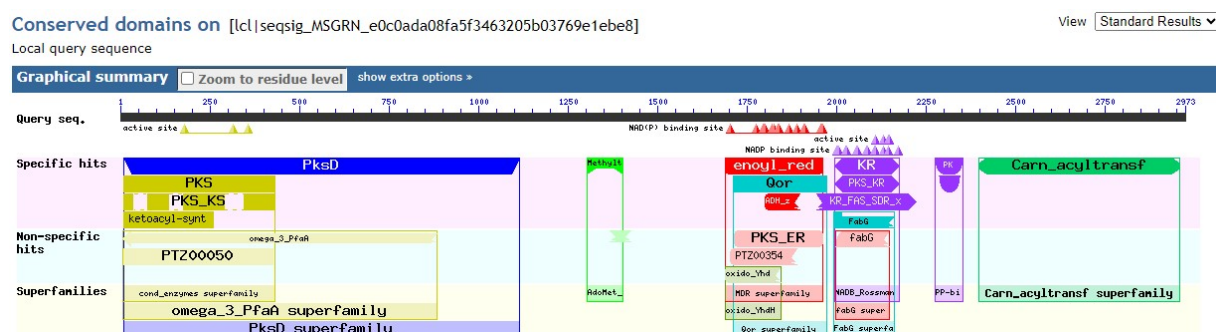 Conserved domains on [lcl|seqsig_MSGRN_e0c0ada08fa5f3463205b03769e1ebe8]
View Standard Results
Local query sequence
Graphical summary Zoom to residue level show extra options »
1 250 500 750 1000 1250 1500 1750 2000 2250 2500 2750 2973
Query seq.
active site NAD(P) binding site
active site
NADP binding site
Specific hits PksD Methylt enoyl_red KR PK Carn_acyltransf
PKS Qor PKS_KR
PKS_KS ADH_z KR_FAS_SDR_x
ketoacyl-synt FabG
Non-specific hits omega_3_PfaA PKS_ER fabG
PTZ00050 PTZ00354
oxido_Yhd
Superfamilies cond_enzymes superfamily AdoMet_ MDR superfamily NADB_Rossman PP-bi Carn_acyltransf superfamily
omega_3_PfaA superfamily oxido_YhdH fabG super
PksD superfamily Qor superfamily FabG superfa